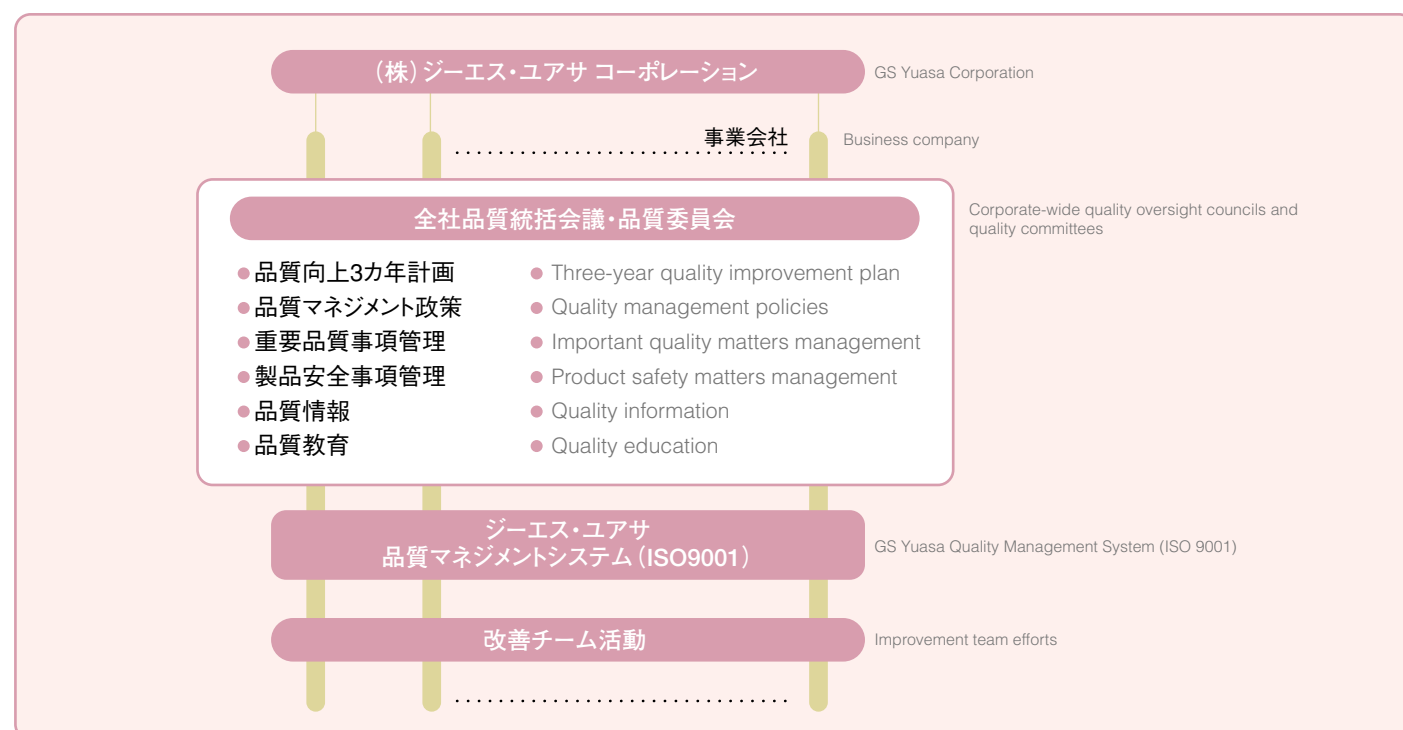 (株)ジーエス・ユアサ コーポレーション
GS Yuasa Corporation
事業会社
Business company
全社品質統括会議・品質委員会
Corporate-wide quality oversight councils and
quality committees
●品質向上3カ年計画
● Three-year quality improvement plan
●品質マネジメント政策
● Quality management policies
●重要品質事項管理
● Important quality matters management
●製品安全事項管理
● Product safety matters management
●品質情報
● Quality information
●品質教育
● Quality education
ジーエス・ユアサ
品質マネジメントシステム(ISO9001)
GS Yuasa Quality Management System (ISO 9001)
改善チーム活動
Improvement team efforts